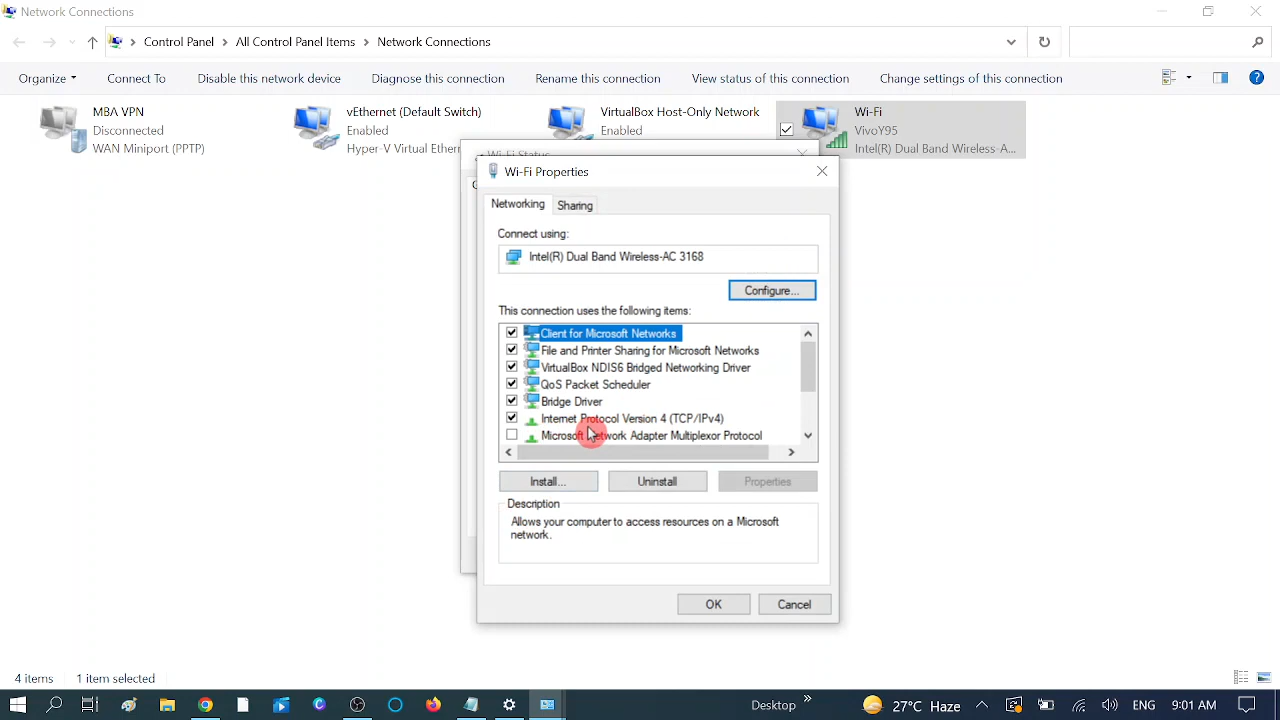 Network Connections
Control Panel
All Control Panel Items
Network Connections
Organize
Connect To
Disable this network device
Diagnose this connection
Rename this connection
View status of this connection
Change settings of this connection
MRA VPN
Disconnected
WAN Miniport (PPTP)
vEthernet (Default Switch)
Enabled
Hyper-V Virtual Ether
VirtualBox Host-Only Network
Enabled
Wi-Fi
VivoY95
Intel(R) Dual Band Wireless-A...
Wi-Fi Status
Wi-Fi Properties
Networking
Sharing
Connect using:
Intel(R) Dual Band Wireless-AC 3168
Configure...
This connection uses the following items:
Client for Microsoft Networks
File and Printer Sharing for Microsoft Networks
VirtualBox NDIS6 Bridged Networking Driver
QoS Packet Scheduler
Bridge Driver
Internet Protocol Version 4 (TCP/IPv4)
Microsoft Network Adapter Multiplexor Protocol
Install...
Uninstall
Properties
Description
Allows your computer to access resources on a Microsoft
network.
OK
Cancel
4 items
1 item selected
Desktop
27°C Haze
ENG
9:01 AM